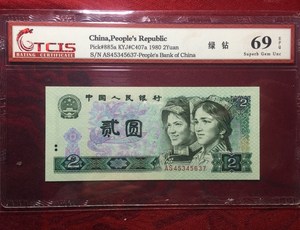 China,People's Republic
Pick#885a KYJ#C407a 1980 2Yuan
S/N AS45345637-People's Bank of China
TCIS
RATING CERTIFICATE
绿 钻
69
Superb Gem Unc
中国人民银行
贰圆
2
2
AS45345637